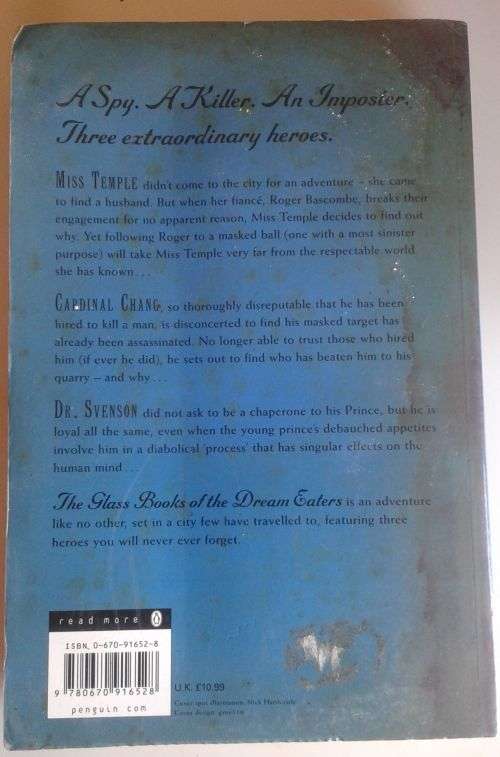 A Spy. A Killer. An Imposter.
Three extraordinary heroes.
MISS TEMPLE didn't come to the city for an adventure – she came
to find a husband. But when her fiancé, Roger Bascombe, breaks their
engagement for no apparent reason, Miss Temple decides to find out
why. Yet following Roger to a masked ball (one with a most sinister
purpose) will take Miss Temple very far from the respectable world
she has known . . .
CARDINAL CHANG, so thoroughly disreputable that he has been
hired to kill a man, is disconcerted to find his masked target has
already been assassinated. No longer able to trust those who hired
him (if ever he did), he sets out to find who has beaten him to his
quarry – and why . . .
DR. SVENSON did not ask to be a chaperone to his Prince, but he is
loyal all the same, even when the young prince's debauched appetites
involve him in a diabolical 'process' that has singular effects on the
human mind . . .
The Glass Books of the Dream Eaters is an adventure
like no other, set in a city few have travelled to, featuring three
heroes you will never ever forget.
read more
ISBN 0-670-91652-8
9 780670 916528
penguin.com
U.K. £10.99
Cover spot illustration: Nick
Cover design: